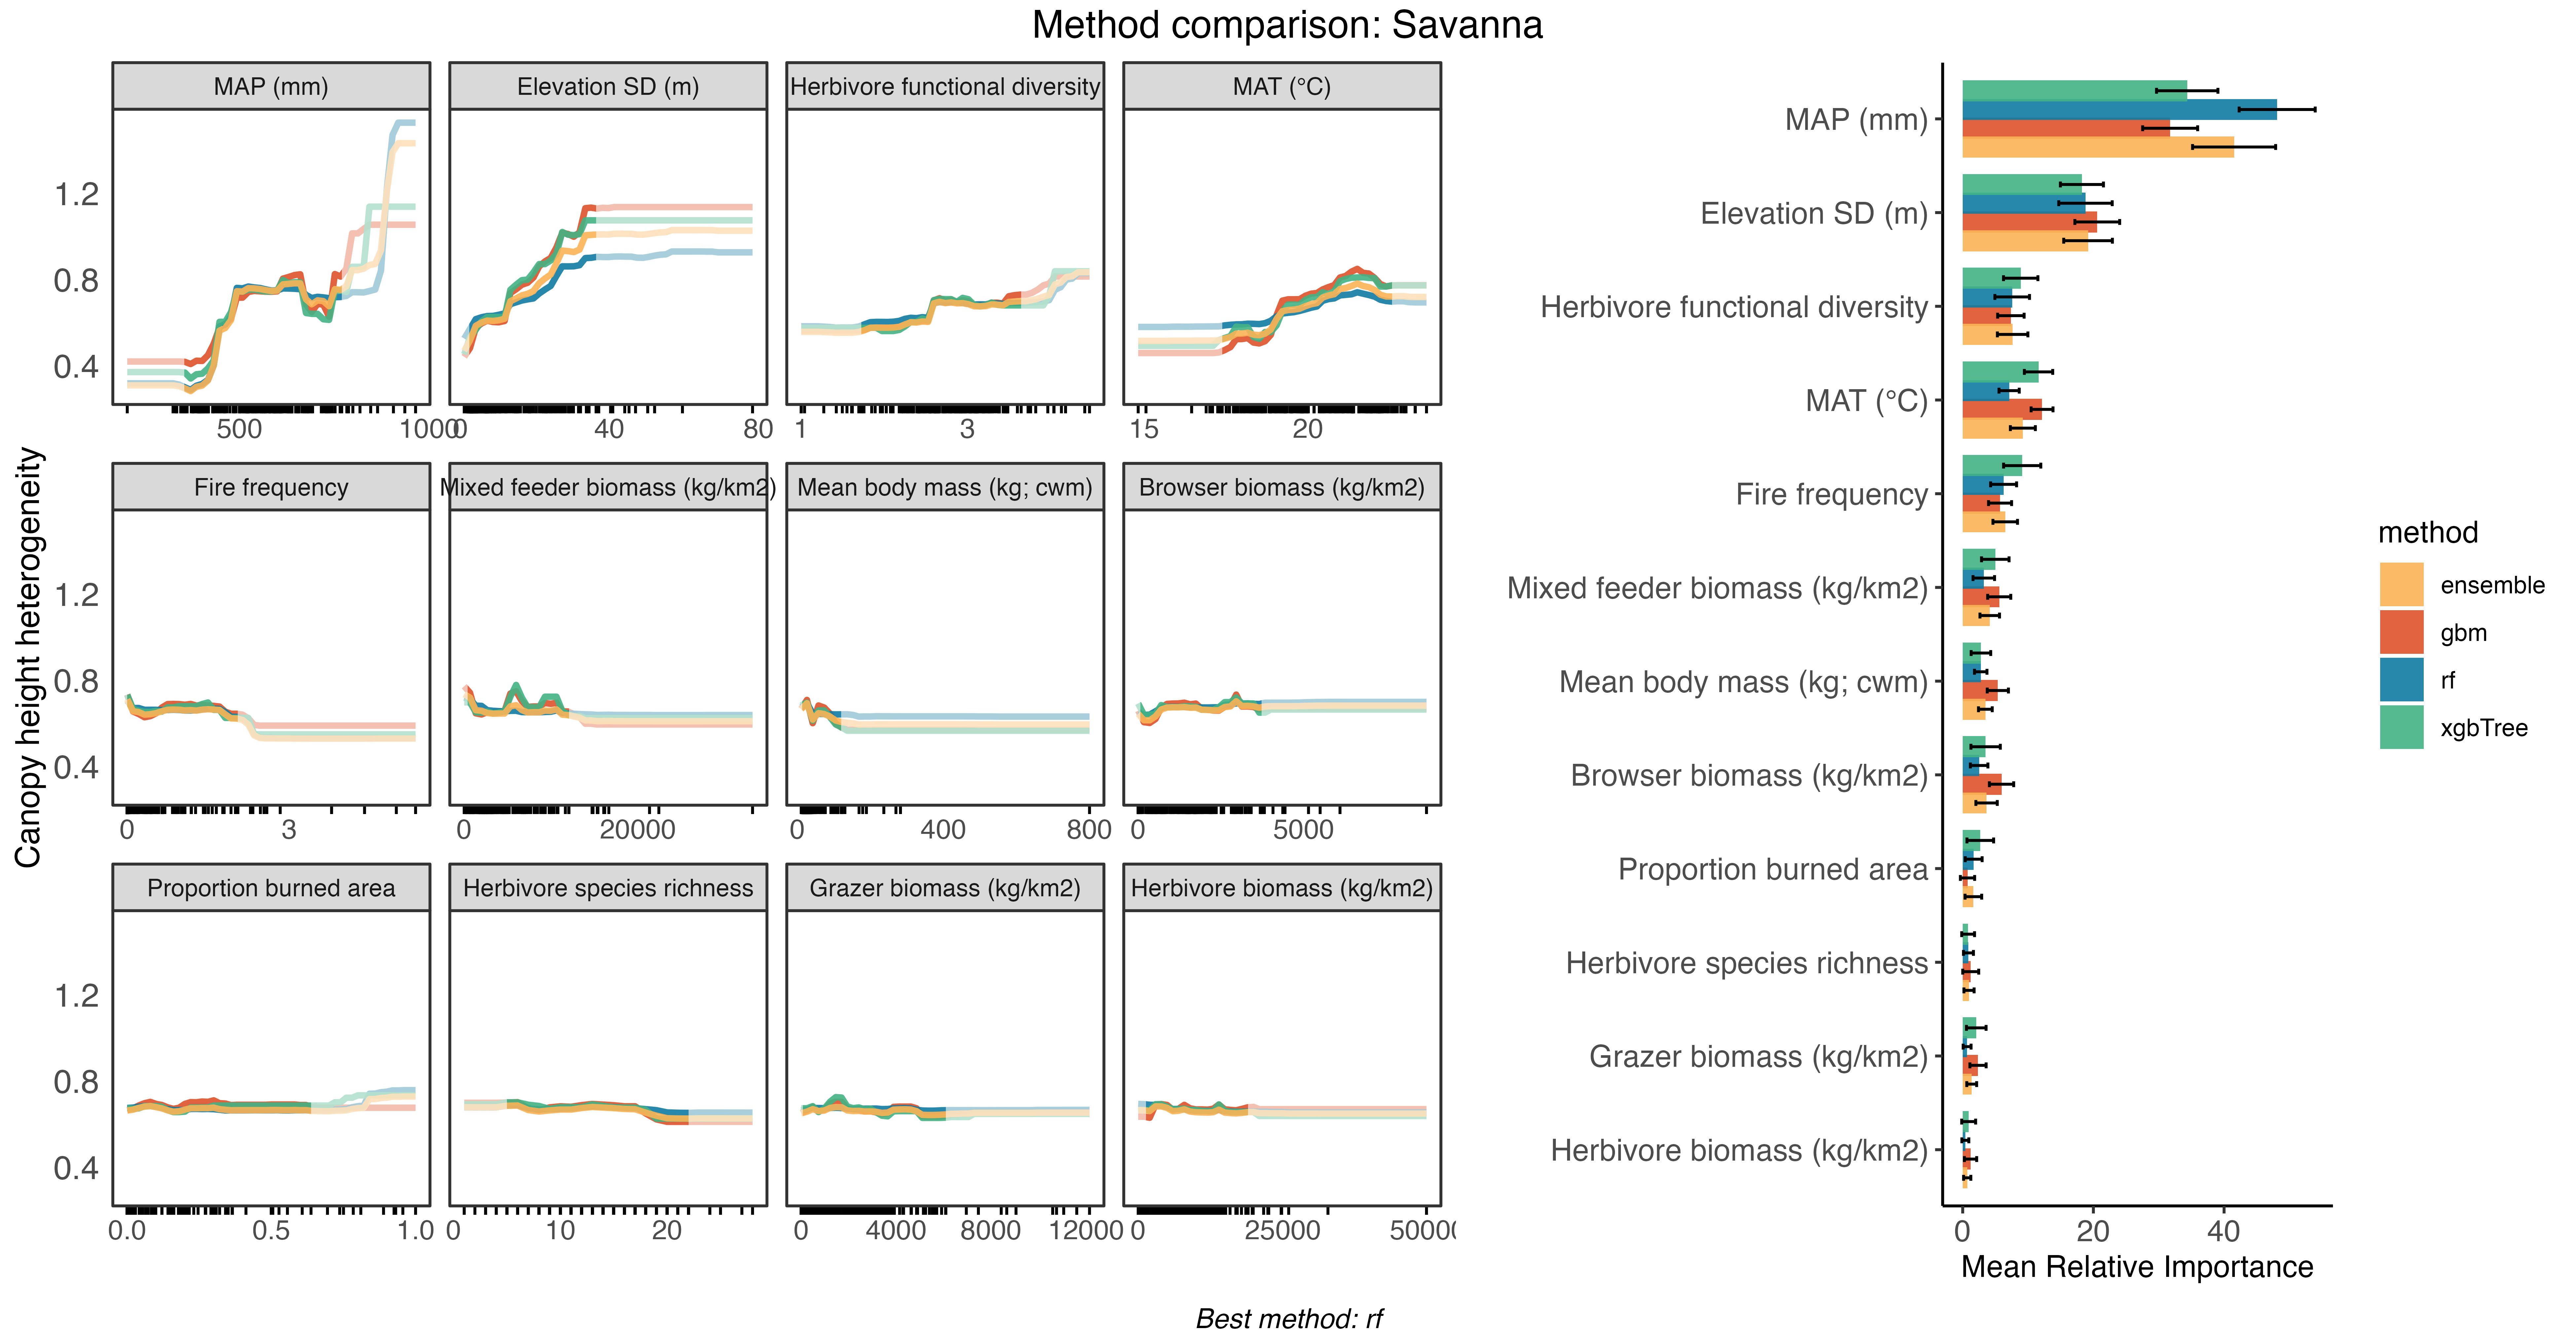 Method comparison: Savanna
MAP (mm)
Elevation SD (m)
Herbivore functional diversity
MAT (°C)
1.2
0.8
0.4
500
1000
0
40
80
1
3
15
20
Canopy height heterogeneity
Fire frequency
Mixed feeder biomass (kg/km2)
Mean body mass (kg; cwm)
Browser biomass (kg/km2)
1.2
0.8
0.4
0
3
0
20000
0
400
800
0
5000
Proportion burned area
Herbivore species richness
Grazer biomass (kg/km2)
Herbivore biomass (kg/km2)
1.2
0.8
0.4
0.0
0.5
1.0
0
10
20
0
4000
8000
12000
0
25000
MAP (mm)
Elevation SD (m)
Herbivore functional diversity
MAT (°C)
Fire frequency
Mixed feeder biomass (kg/km2)
Mean body mass (kg; cwm)
Browser biomass (kg/km2)
Proportion burned area
Herbivore species richness
Grazer biomass (kg/km2)
Herbivore biomass (kg/km2)
0
20
40
Mean Relative Importance
method
ensemble
gbm
rf
xgbTree
Best method: rf